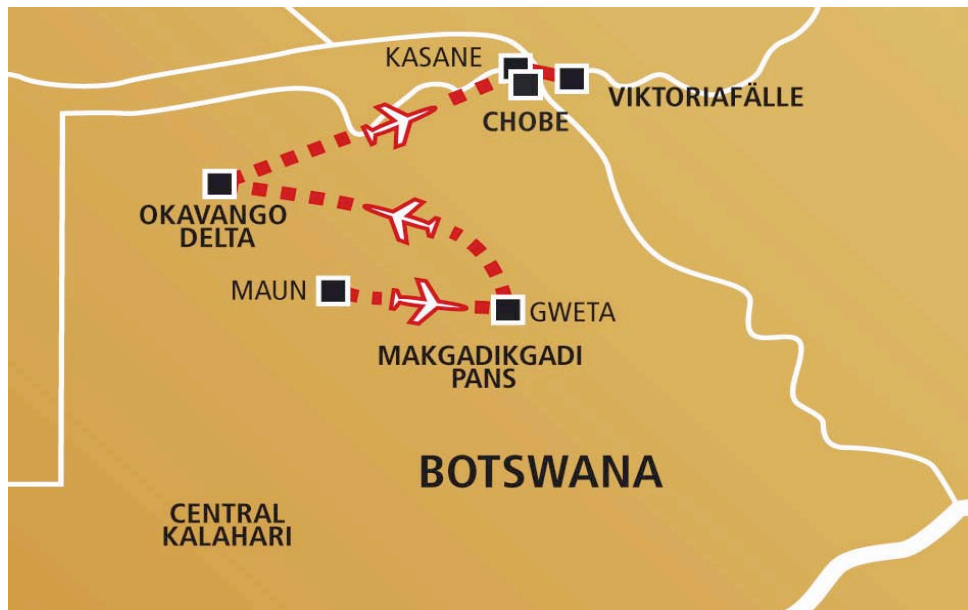 KASANE
VIKTORIAFÄLLE
CHOBE
OKAVANGO
DELTA
MAUN
GWETA
MAKGADIKGADI
PANS
BOTSWANA
CENTRAL
KALAHARI